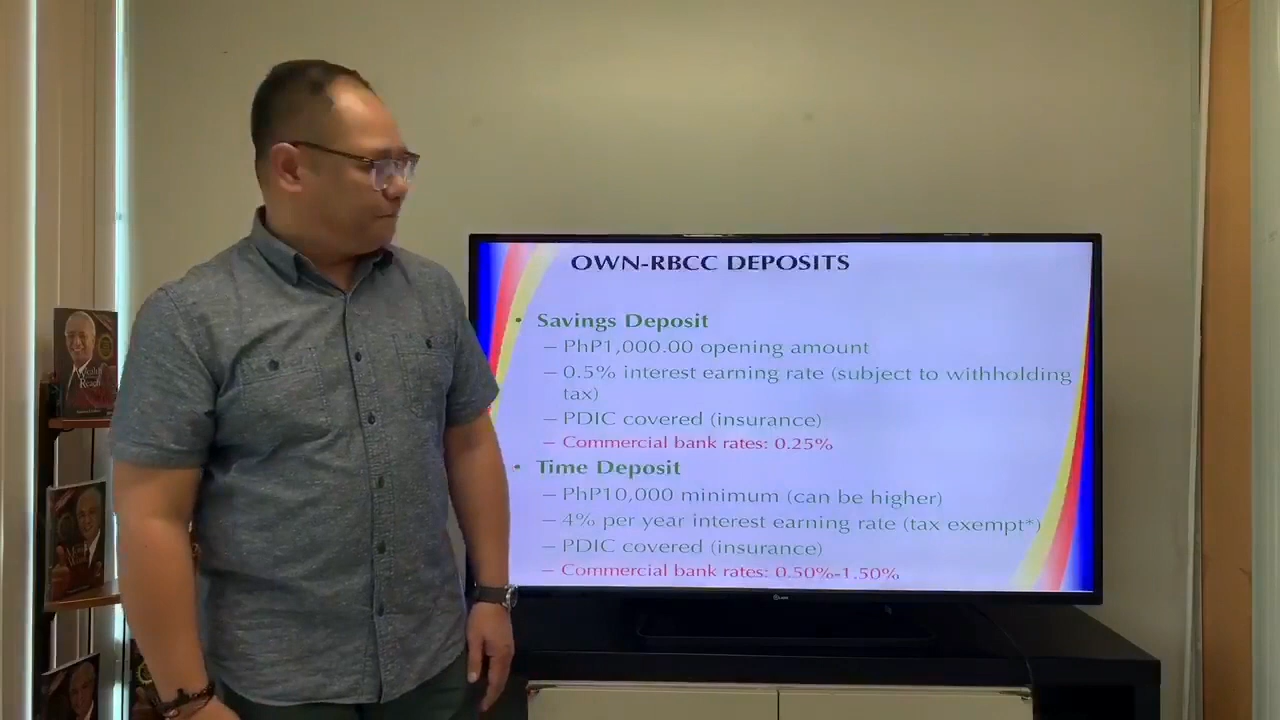 OWN-RBCC DEPOSITS
• Savings Deposit
– PhP1,000.00 opening amount
– 0.5% interest earning rate (subject to withholding
tax)
– PDIC covered (insurance)
– Commercial bank rates: 0.25%
• Time Deposit
– PhP10,000 minimum (can be higher)
– 4% per year interest earning rate (tax exempt*)
– PDIC covered (insurance)
– Commercial bank rates: 0.50%-1.50%
Wealth
Reach